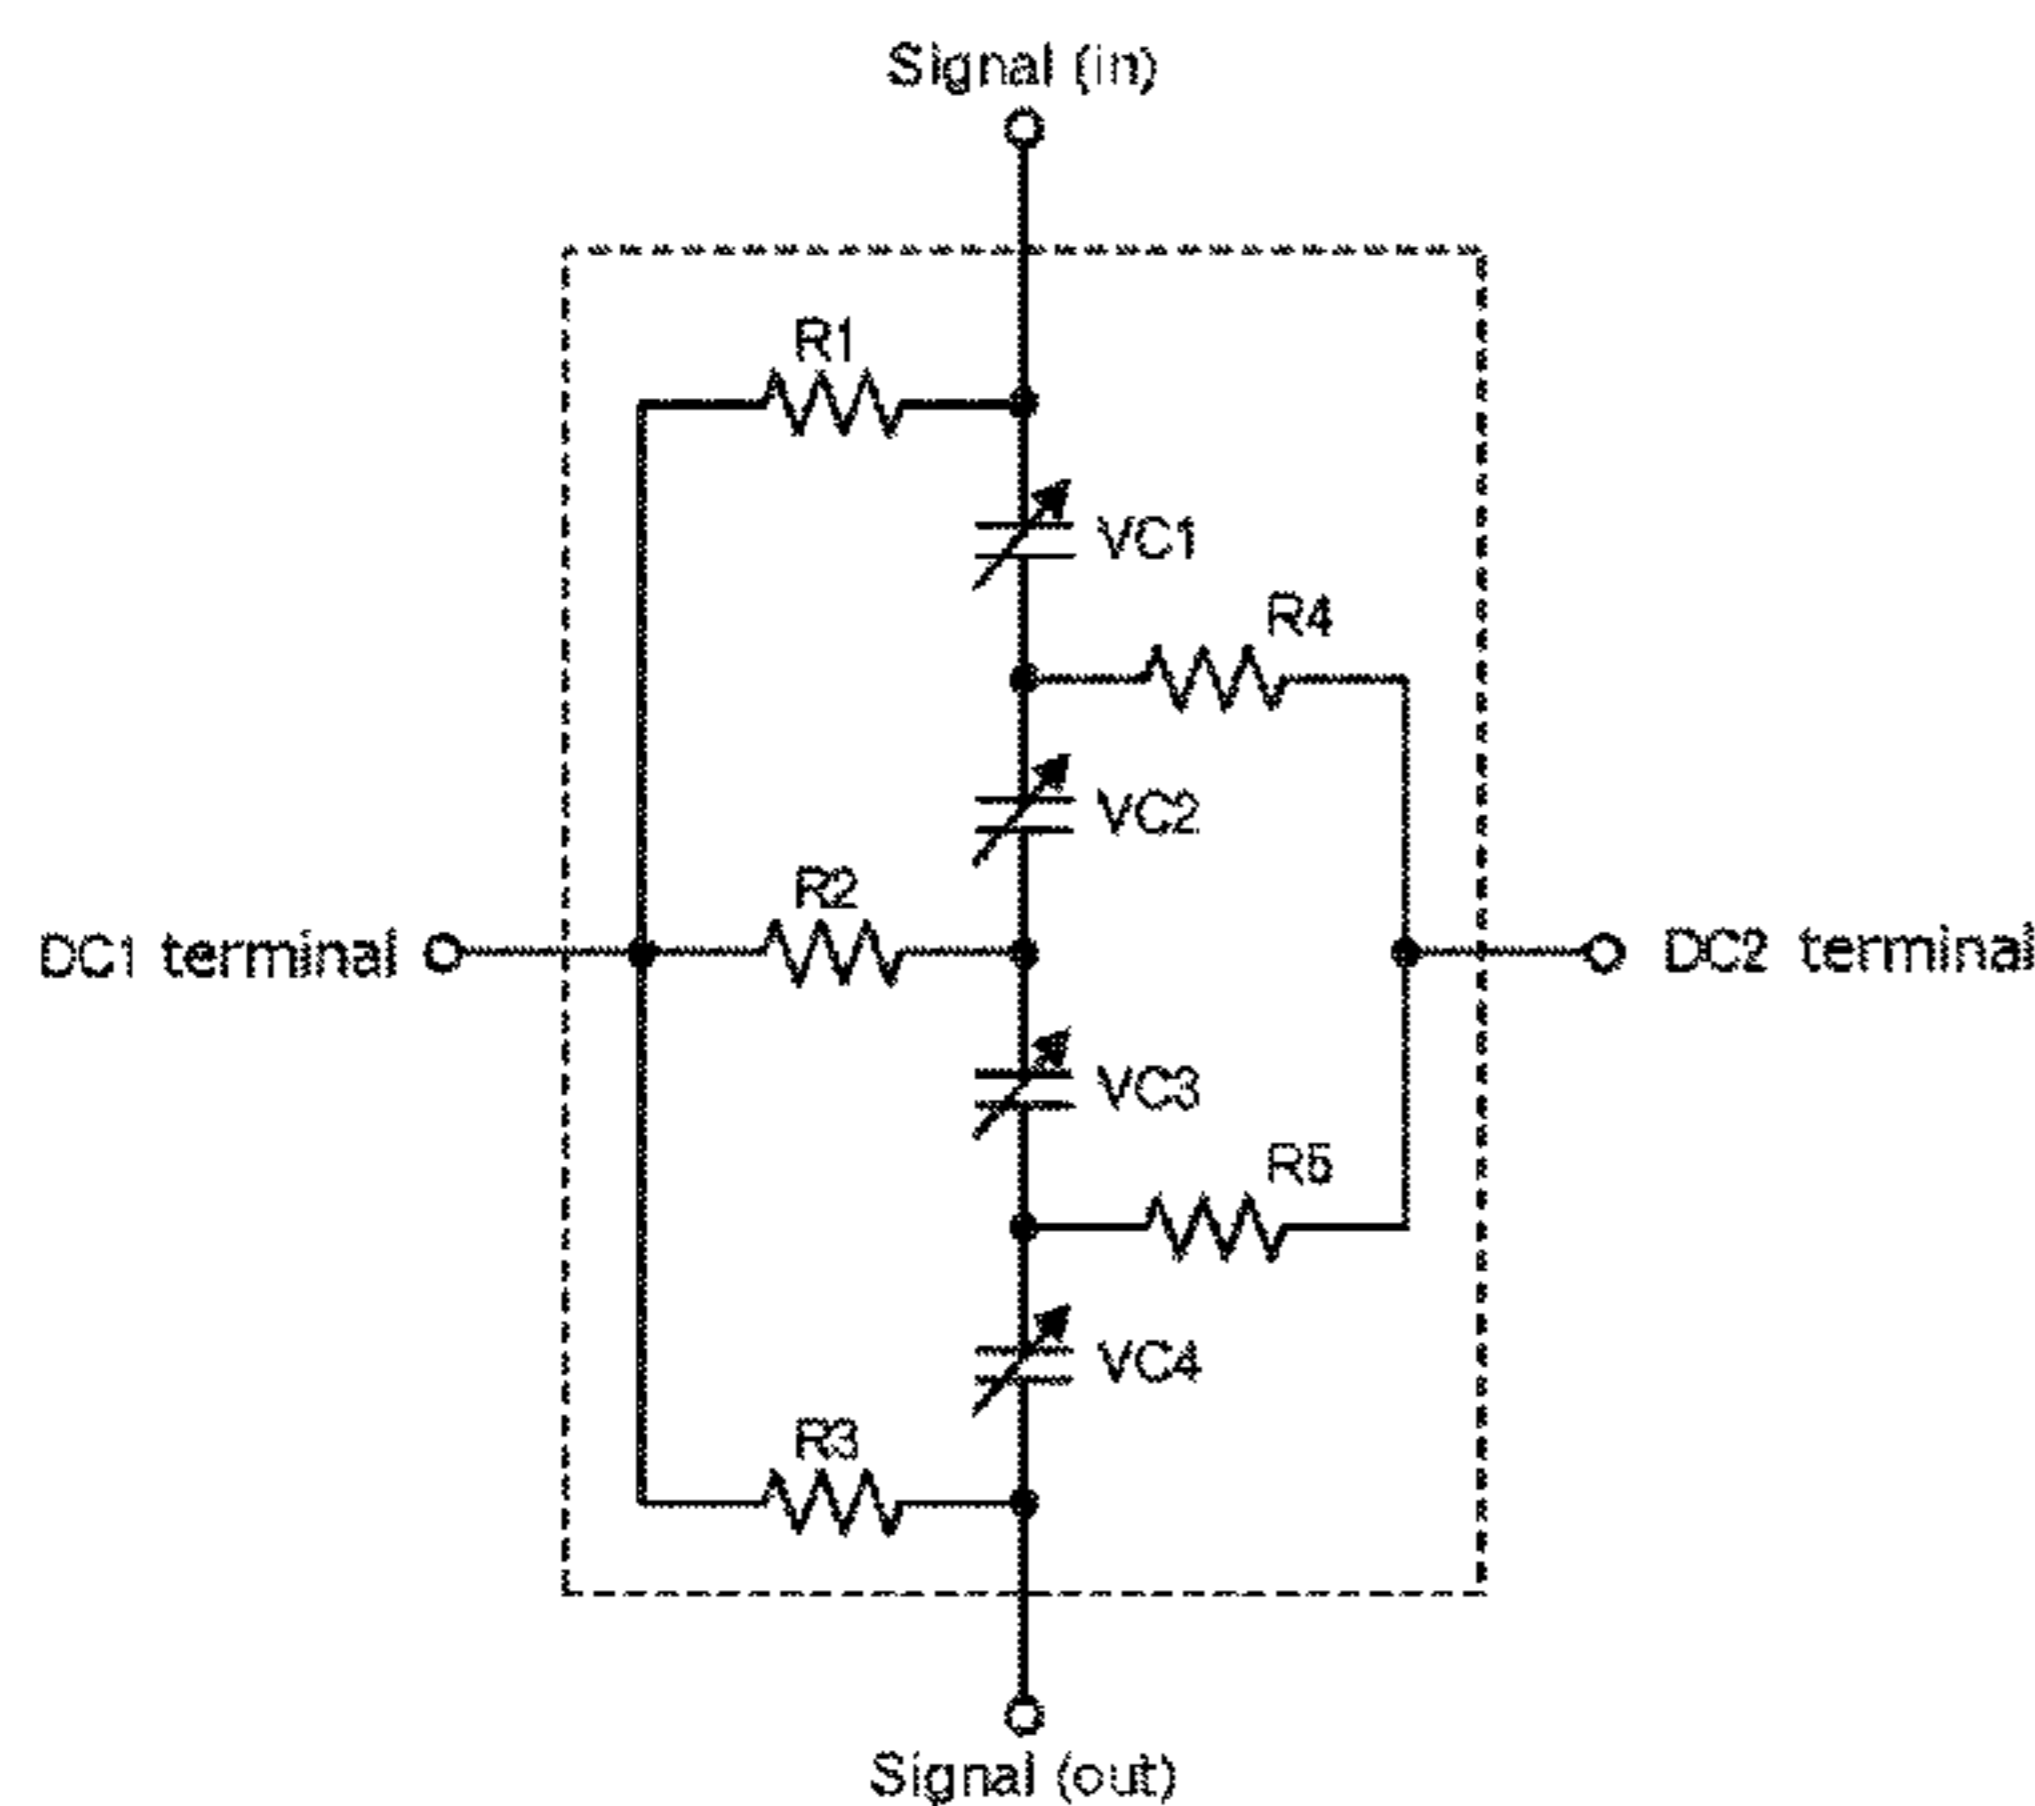 Signal (in)
R1
VC1
R4
VC2
R2
DC1 terminal
DC2 terminal
VC3
R5
VC4
R3
Signal (out)